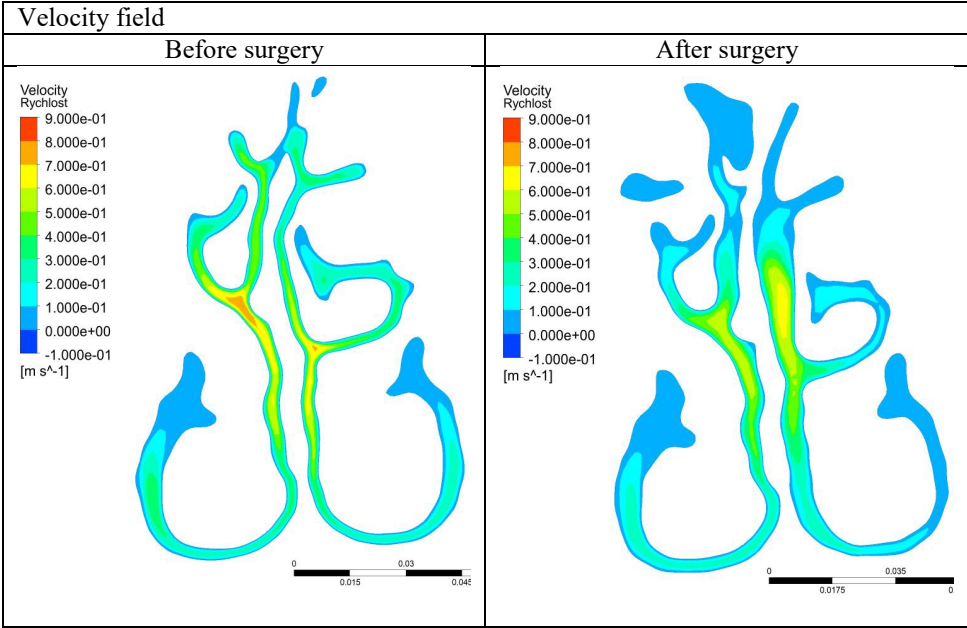 Velocity field
Before surgery
After surgery
Velocity
Rychlost
9.000e-01
8.000e-01
7.000e-01
6.000e-01
5.000e-01
4.000e-01
3.000e-01
2.000e-01
1.000e-01
0.000e+00
-1.000e-01
[m s^-1]
0
0.03
0.015
0.045
Velocity
Rychlost
9.000e-01
8.000e-01
7.000e-01
6.000e-01
5.000e-01
4.000e-01
3.000e-01
2.000e-01
1.000e-01
0.000e+00
-1.000e-01
[m s^-1]
0
0.035
0.0175